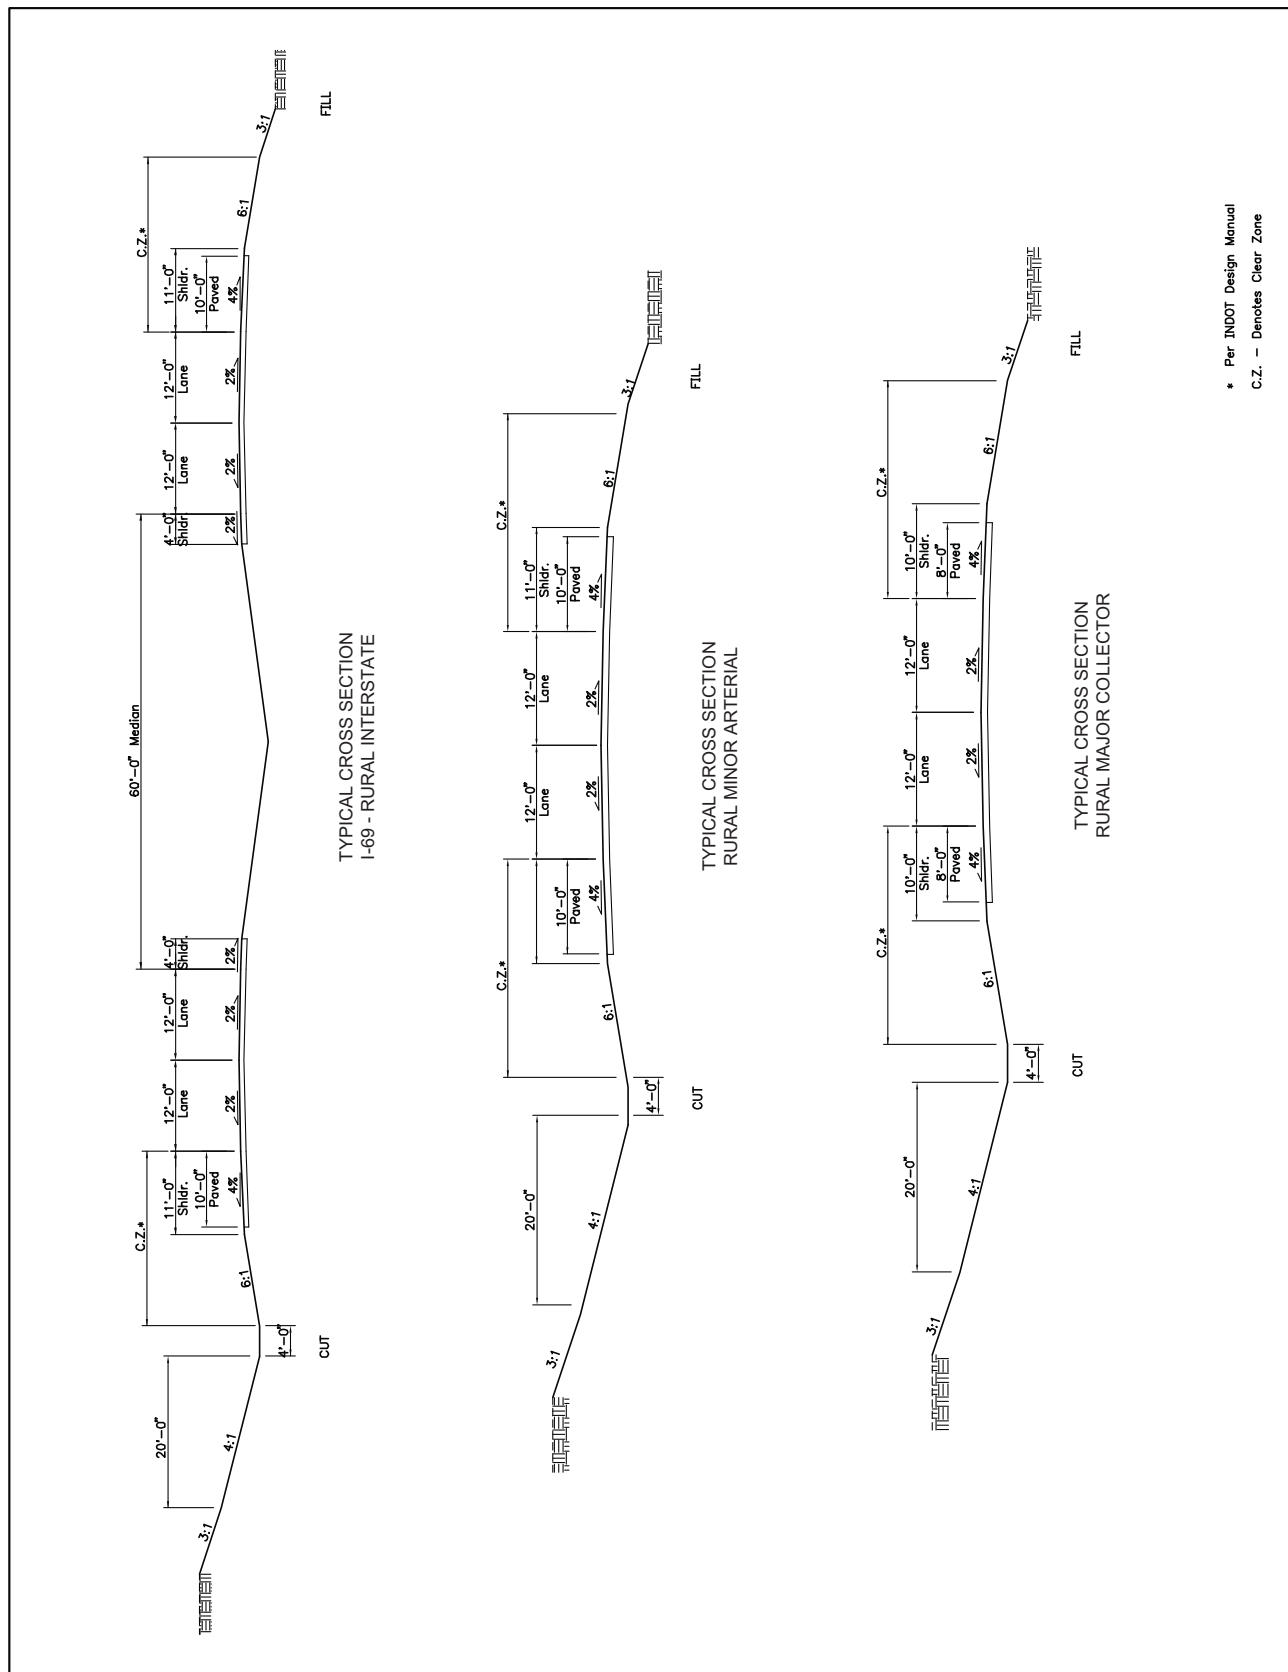 60'-0" Median
C.Z.* C.Z.*
20'-0" 11'-0" 12'-0" 12'-0" 4'-0" 4'-0" 12'-0" 12'-0" 11'-0"
Shldr. Lane Lane Shldr. Shldr. Lane Lane Shldr.
10'-0" 10'-0"
Paved Paved
3:1 4:1 6:1 4% 2% 2% 2% 2% 2% 2% 4% 6:1 3:1
4'-0"
CUT FILL
TYPICAL CROSS SECTION
I-69 - RURAL INTERSTATE
C.Z.* C.Z.*
20'-0" 12'-0" 12'-0" 11'-0"
Lane Lane Shldr.
10'-0" 10'-0"
Paved Paved
3:1 4:1 6:1 4% 2% 2% 4% 6:1 3:1
4'-0"
CUT FILL
TYPICAL CROSS SECTION
RURAL MINOR ARTERIAL
C.Z.* C.Z.*
20'-0" 10'-0" 12'-0" 12'-0" 10'-0"
Shldr. Lane Lane Shldr.
8'-0" 8'-0"
Paved Paved
3:1 4:1 6:1 4% 2% 2% 4% 6:1 3:1
4'-0"
CUT FILL
TYPICAL CROSS SECTION
RURAL MAJOR COLLECTOR
* Per INDOT Design Manual
C.Z. - Denotes Clear Zone